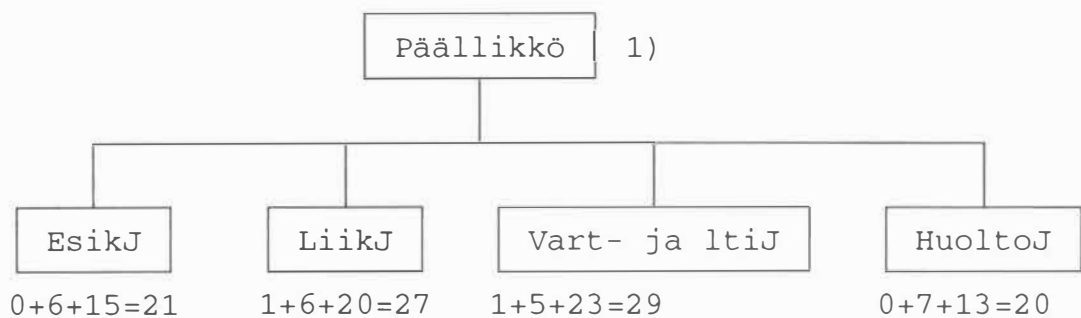 Päällikkö 1)
EsikJ LiikJ Vart- ja ltiJ HuoltoJ
0+6+15=21 1+6+20=27 1+5+23=29 0+7+13=20